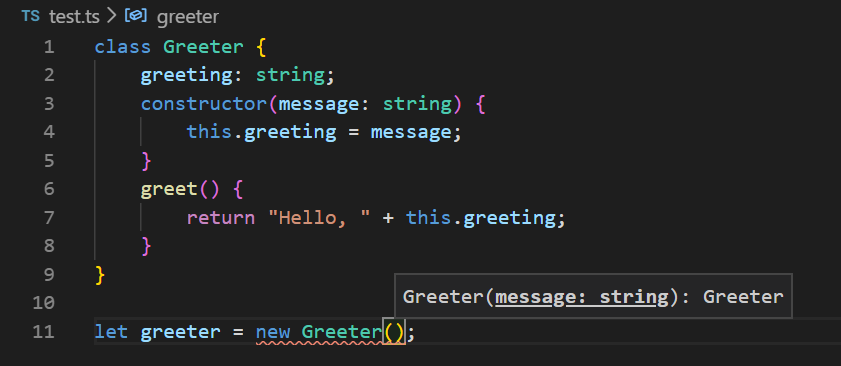 TS test.ts > greeter
1 class Greeter {
2     greeting: string;
3     constructor(message: string) {
4         this.greeting = message;
5     }
6     greet() {
7         return "Hello, " + this.greeting;
8     }
9 }
Greeter(message: string): Greeter
10
11 let greeter = new Greeter();